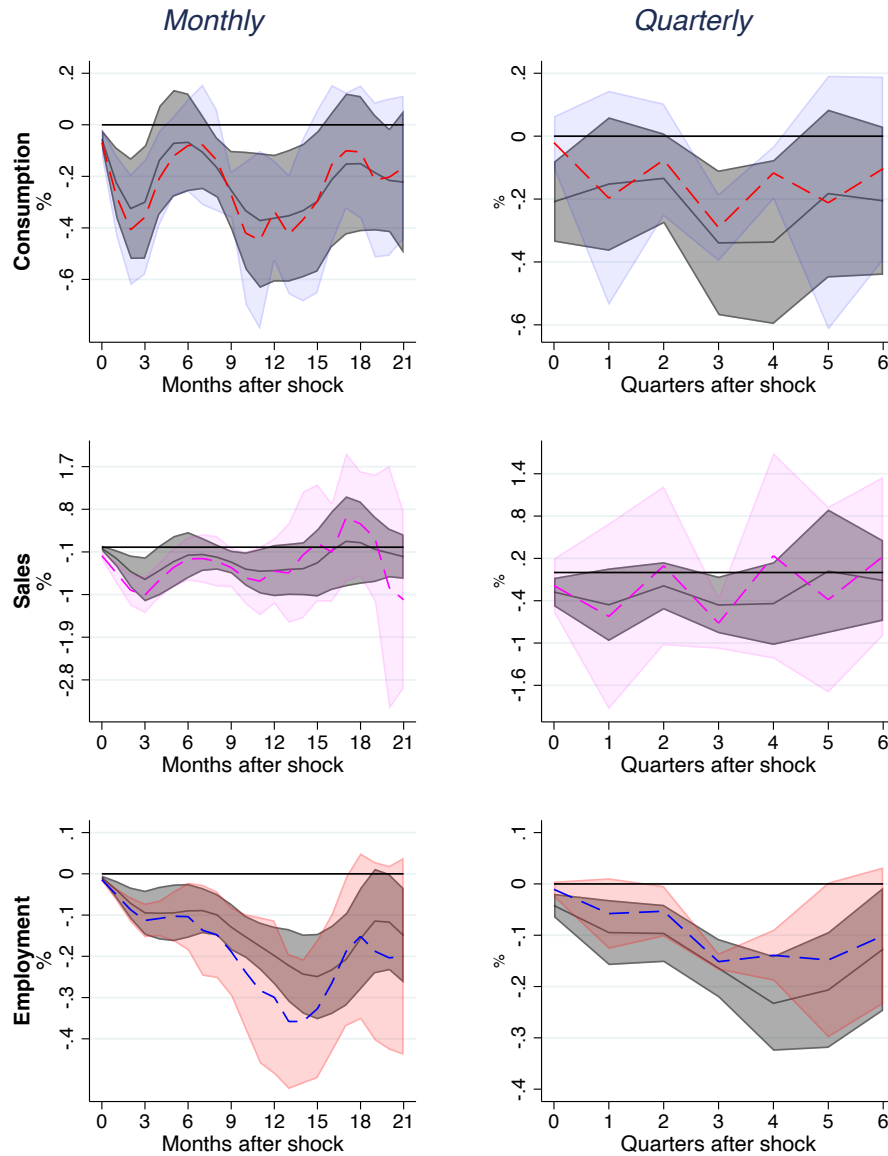 Monthly
Quarterly
Consumption
%
.2
0
-.2
-.4
-.6
0 3 6 9 12 15 18 21
Months after shock
%
.2
0
-.2
-.4
-.6
0 1 2 3 4 5 6
Quarters after shock
Sales
%
1.7
.8
-.1
-1
-1.9
-2.8
0 3 6 9 12 15 18 21
Months after shock
%
1.4
.8
.2
-.4
-1
-1.6
0 1 2 3 4 5 6
Quarters after shock
Employment
%
.1
0
-.1
-.2
-.3
-.4
0 3 6 9 12 15 18 21
Months after shock
%
.1
0
-.1
-.2
-.3
-.4
0 1 2 3 4 5 6
Quarters after shock